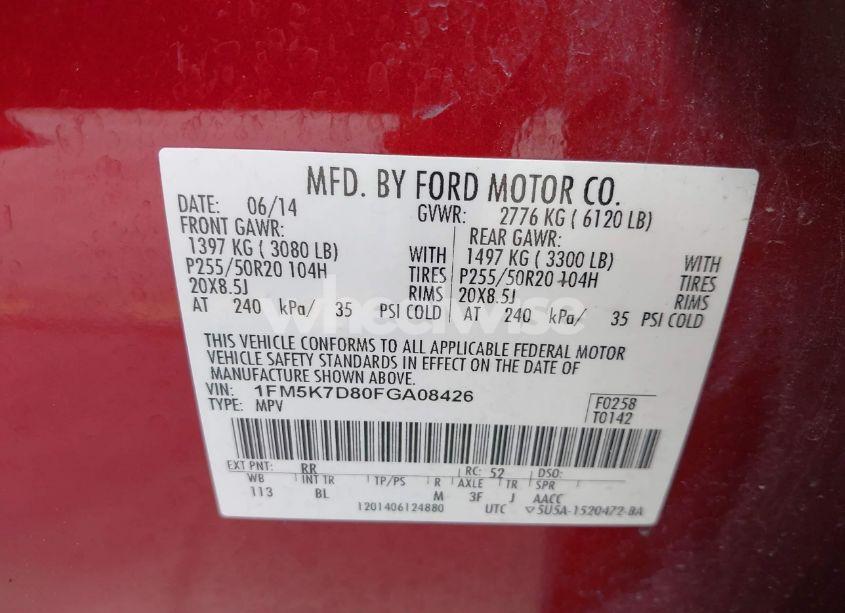 MFD. BY FORD MOTOR CO.
DATE: 06/14 GVWR: 2776 KG ( 6120 LB)
FRONT GAWR: REAR GAWR:
1397 KG ( 3080 LB) WITH 1497 KG ( 3300 LB) WITH
P255/50R20 104H TIRES P255/50R20 104H TIRES
20X8.5J RIMS 20X8.5J RIMS
AT 240 kPa/ 35 PSI COLD AT 240 kPa/ 35 PSI COLD
wheelwise
THIS VEHICLE CONFORMS TO ALL APPLICABLE FEDERAL MOTOR
VEHICLE SAFETY STANDARDS IN EFFECT ON THE DATE OF
MANUFACTURE SHOWN ABOVE.
VIN: 1FM5K7D80FGA08426 F0258
TYPE: MPV T0142
EXT PNT: RR RC: 52 DSO:
WB INT TR TP/PS R AXLE TR SPR
113 BL M 3F J AACC
1201406124880 UTC ▽5U5A-1520472-BA